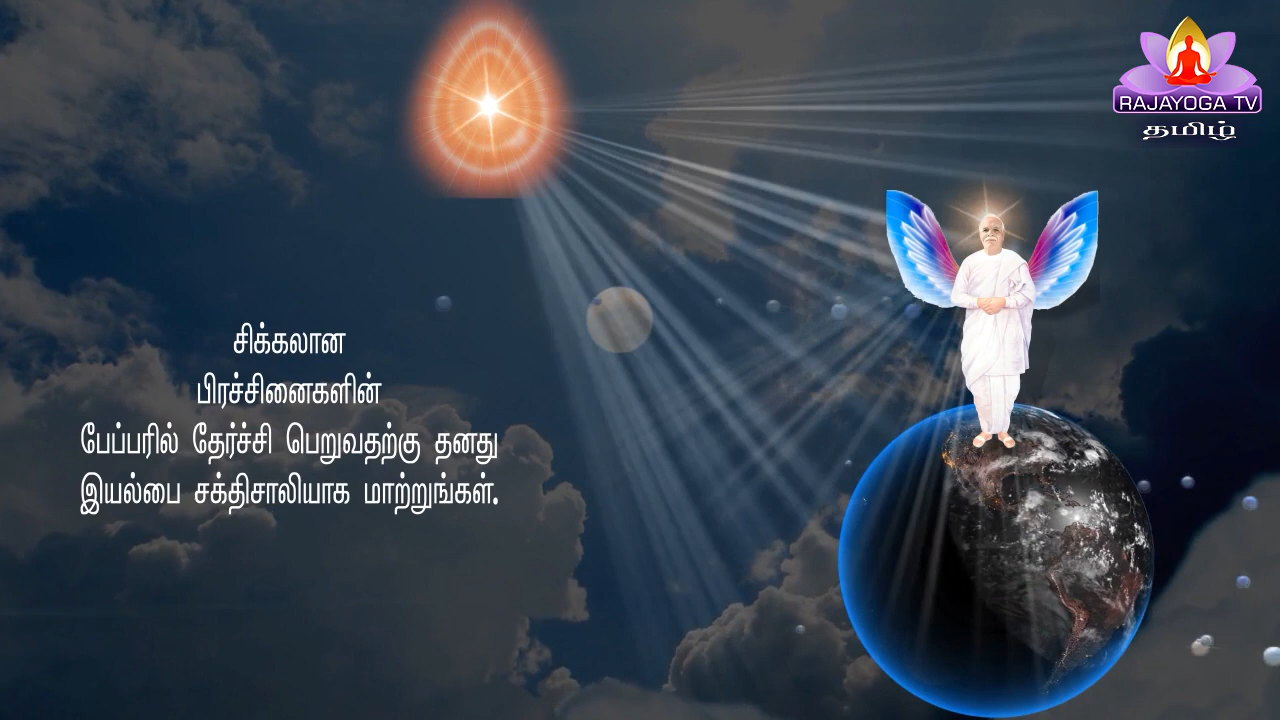 RAJAYOGA TV
தமிழ்
சிக்கலான
பிரச்சினைகளின்
பேப்பரில் தேர்ச்சி பெறுவதற்கு தனது
இயல்பை சக்திசாலியாக மாற்றுங்கள்.